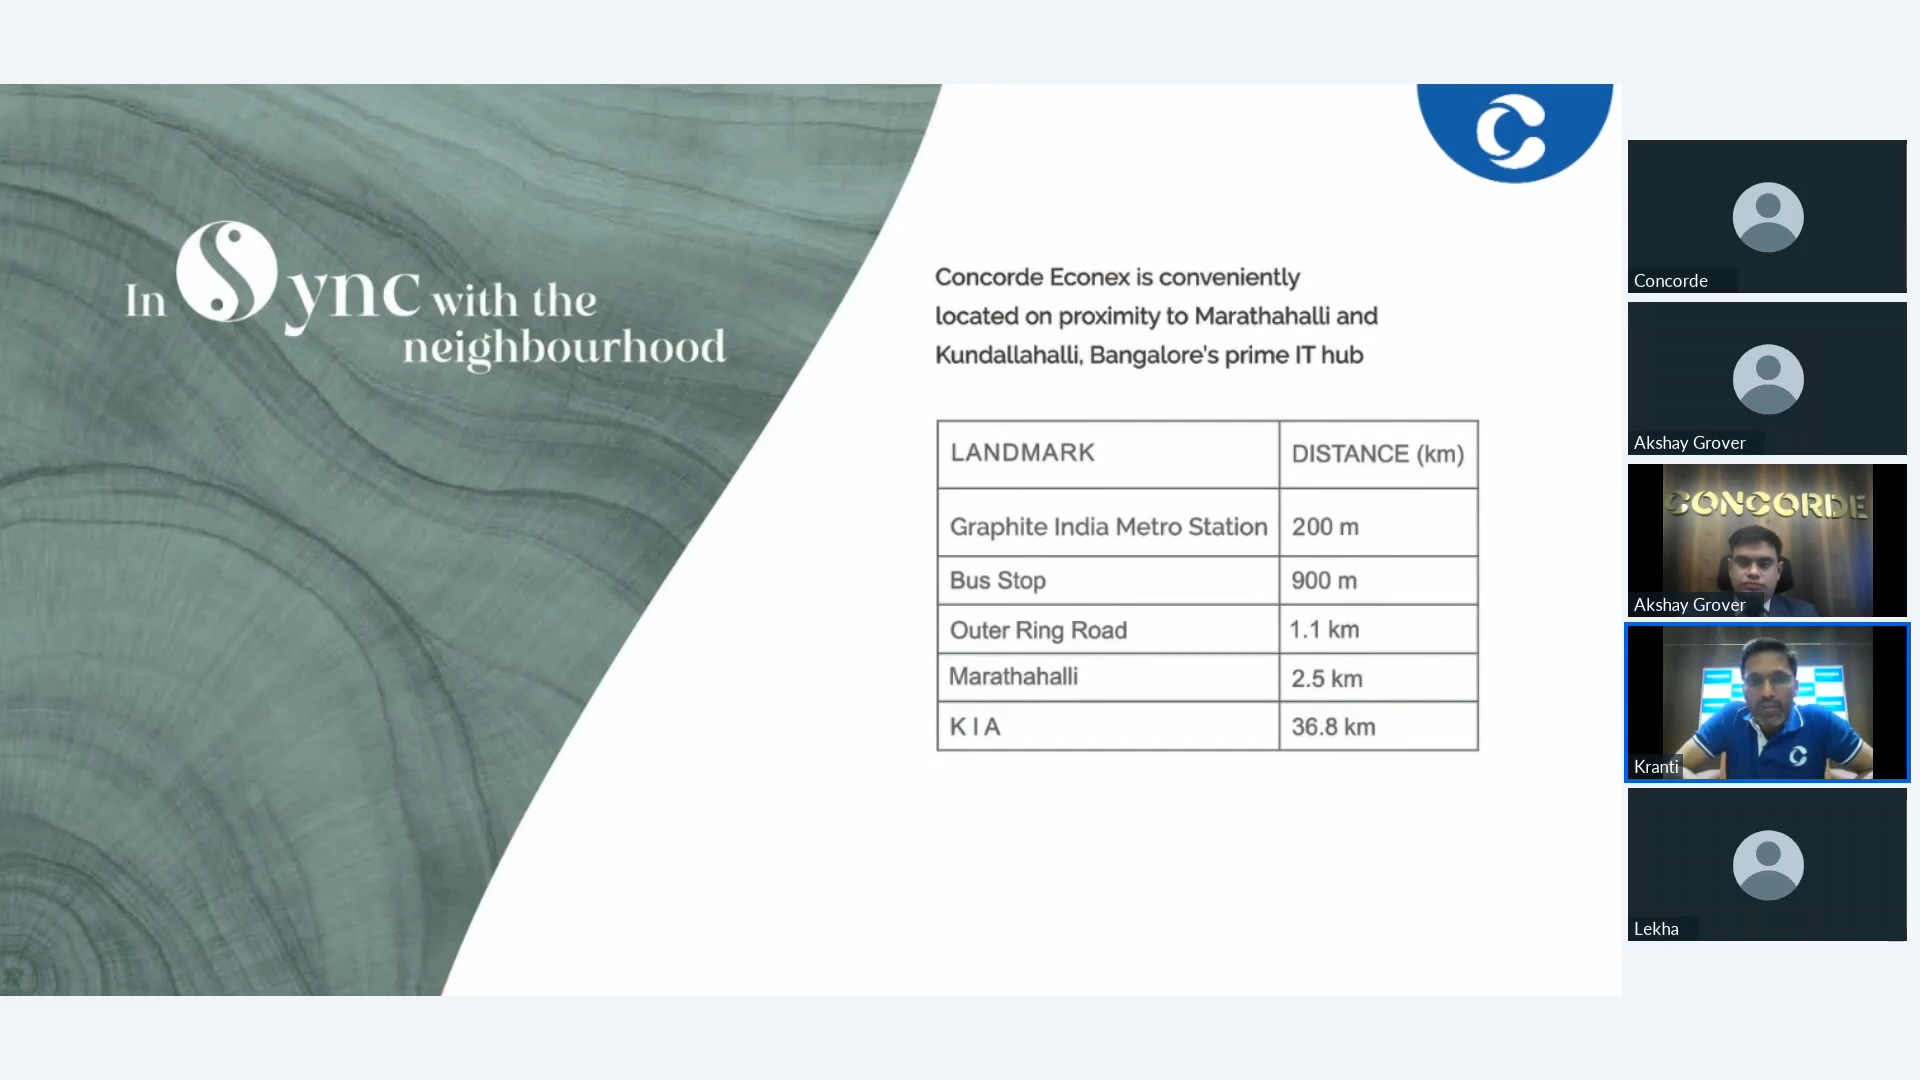 In Sync with the
neighbourhood
Concorde Econex is conveniently
located on proximity to Marathahalli and
Kundallahalli, Bangalore's prime IT hub
LANDMARK DISTANCE (km)
Graphite India Metro Station 200 m
Bus Stop 900 m
Outer Ring Road 1.1 km
Marathahalli 2.5 km
K I A 36.8 km
Concorde
Akshay Grover
CONCORDE
Akshay Grover
Kranti
Lekha